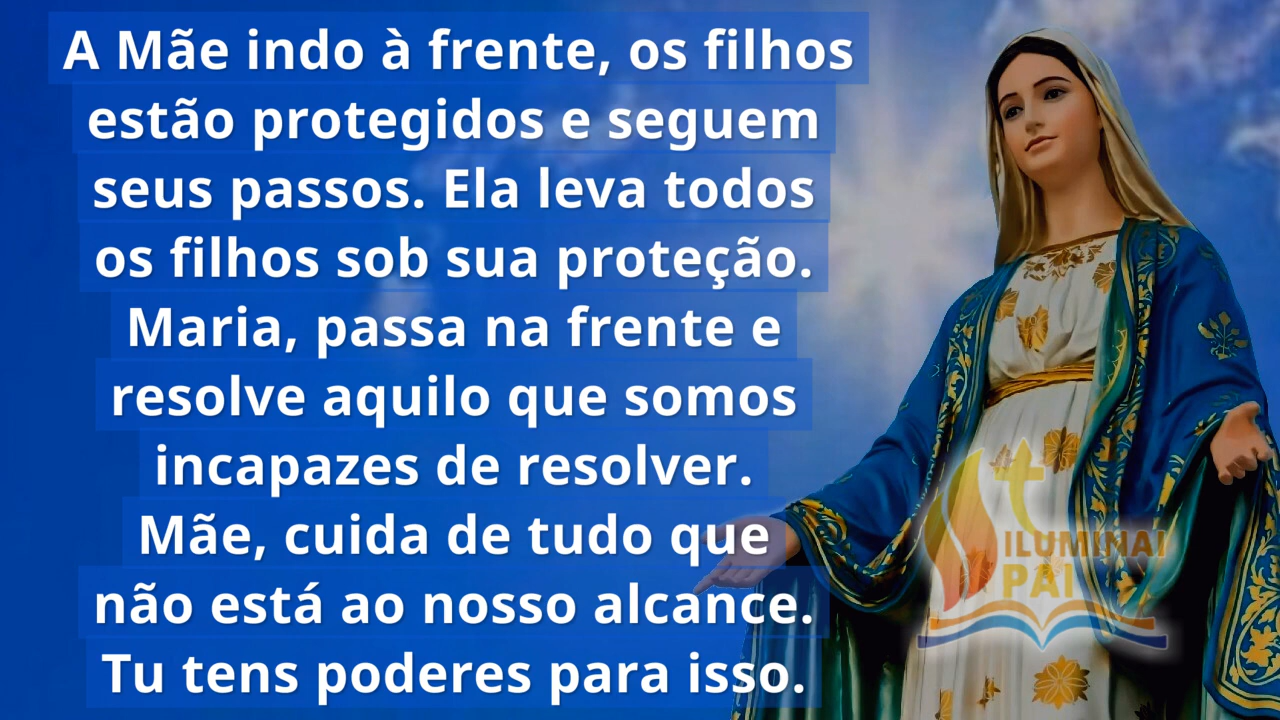 A Mãe indo à frente, os filhos
estão protegidos e seguem
seus passos. Ela leva todos
os filhos sob sua proteção.
Maria, passa na frente e
resolve aquilo que somos
incapazes de resolver.
Mãe, cuida de tudo que
não está ao nosso alcance.
Tu tens poderes para isso.
ILUMINAI
PAI